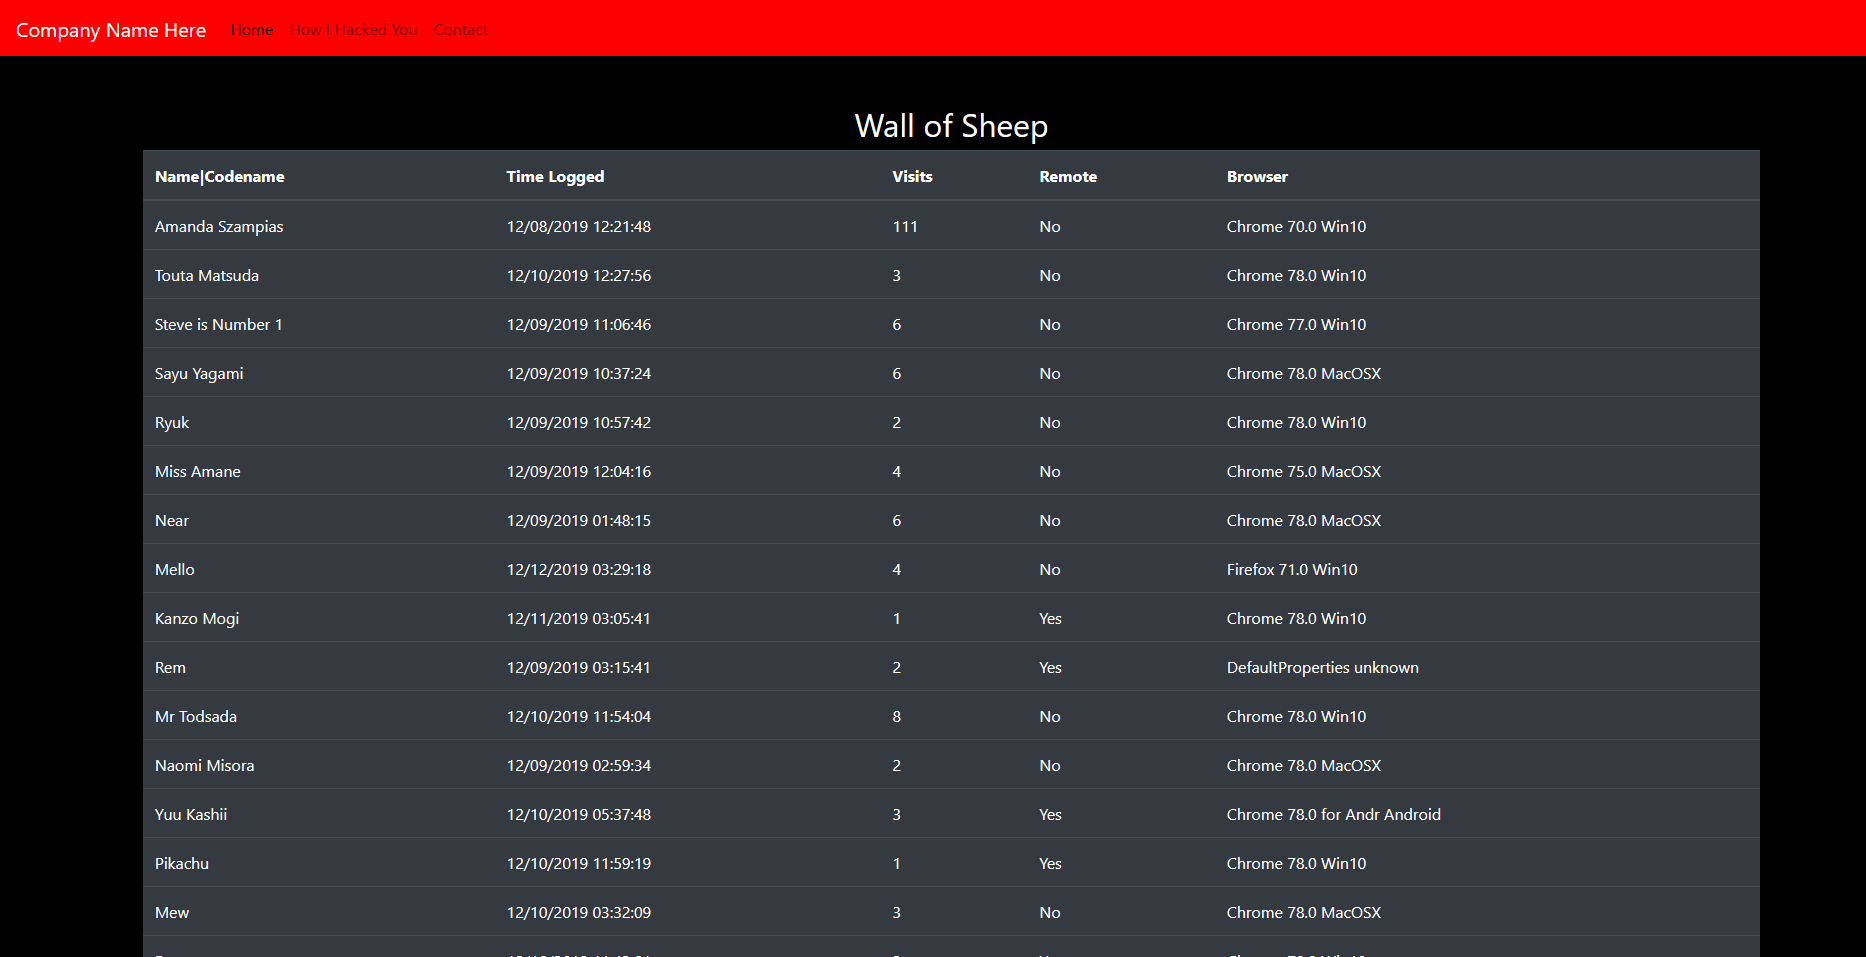 Company Name Here Home How I Hacked You Contact
Wall of Sheep
Name|Codename Time Logged Visits Remote Browser
Amanda Szampias 12/08/2019 12:21:48 111 No Chrome 70.0 Win10
Touta Matsuda 12/10/2019 12:27:56 3 No Chrome 78.0 Win10
Steve is Number 1 12/09/2019 11:06:46 6 No Chrome 77.0 Win10
Sayu Yagami 12/09/2019 10:37:24 6 No Chrome 78.0 MacOSX
Ryuk 12/09/2019 10:57:42 2 No Chrome 78.0 Win10
Miss Amane 12/09/2019 12:04:16 4 No Chrome 75.0 MacOSX
Near 12/09/2019 01:48:15 6 No Chrome 78.0 MacOSX
Mello 12/12/2019 03:29:18 4 No Firefox 71.0 Win10
Kanzo Mogi 12/11/2019 03:05:41 1 Yes Chrome 78.0 Win10
Rem 12/09/2019 03:15:41 2 Yes DefaultProperties unknown
Mr Todsada 12/10/2019 11:54:04 8 No Chrome 78.0 Win10
Naomi Misora 12/09/2019 02:59:34 2 No Chrome 78.0 MacOSX
Yuu Kashii 12/10/2019 05:37:48 3 Yes Chrome 78.0 for Andr Android
Pikachu 12/10/2019 11:59:19 1 Yes Chrome 78.0 Win10
Mew 12/10/2019 03:32:09 3 No Chrome 78.0 MacOSX